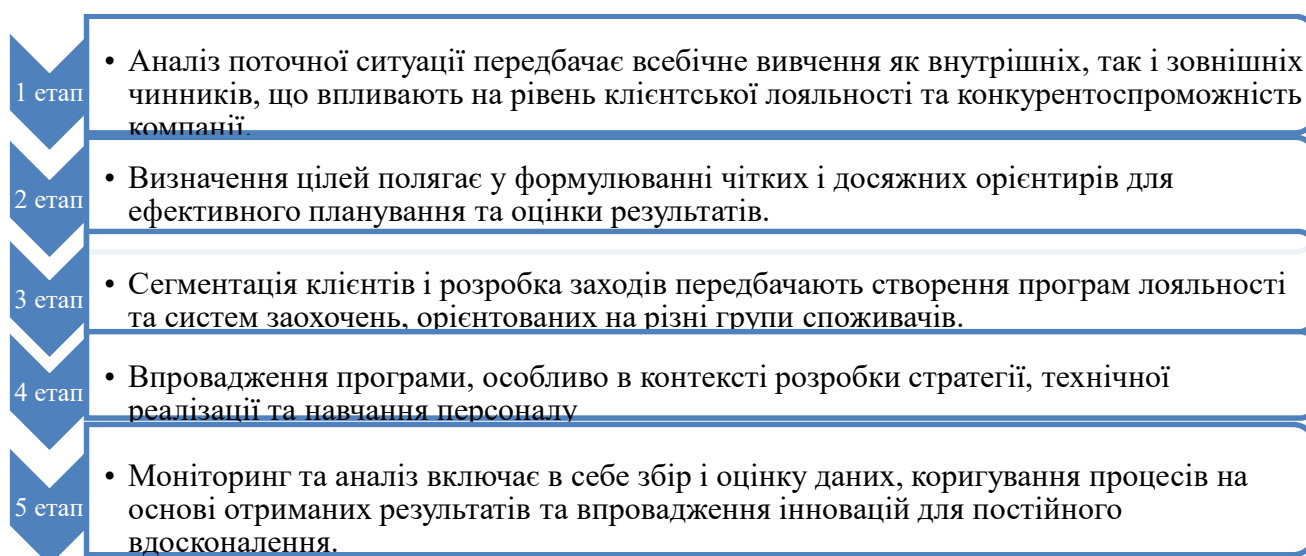 1 етап
• Аналіз поточної ситуації передбачає всебічне вивчення як внутрішніх, так і зовнішніх
чинників, що впливають на рівень клієнтської лояльності та конкурентоспроможність
компанії.
2 етап
• Визначення цілей полягає у формулюванні чітких і досяжних орієнтирів для
ефективного планування та оцінки результатів.
3 етап
• Сегментація клієнтів і розробка заходів передбачають створення програм лояльності
та систем заохочень, орієнтованих на різні групи споживачів.
4 етап
• Впровадження програми, особливо в контексті розробки стратегії, технічної
реалізації та навчання персоналу
5 етап
• Моніторинг та аналіз включає в себе збір і оцінку даних, коригування процесів на
основі отриманих результатів та впровадження інновацій для постійного
вдосконалення.